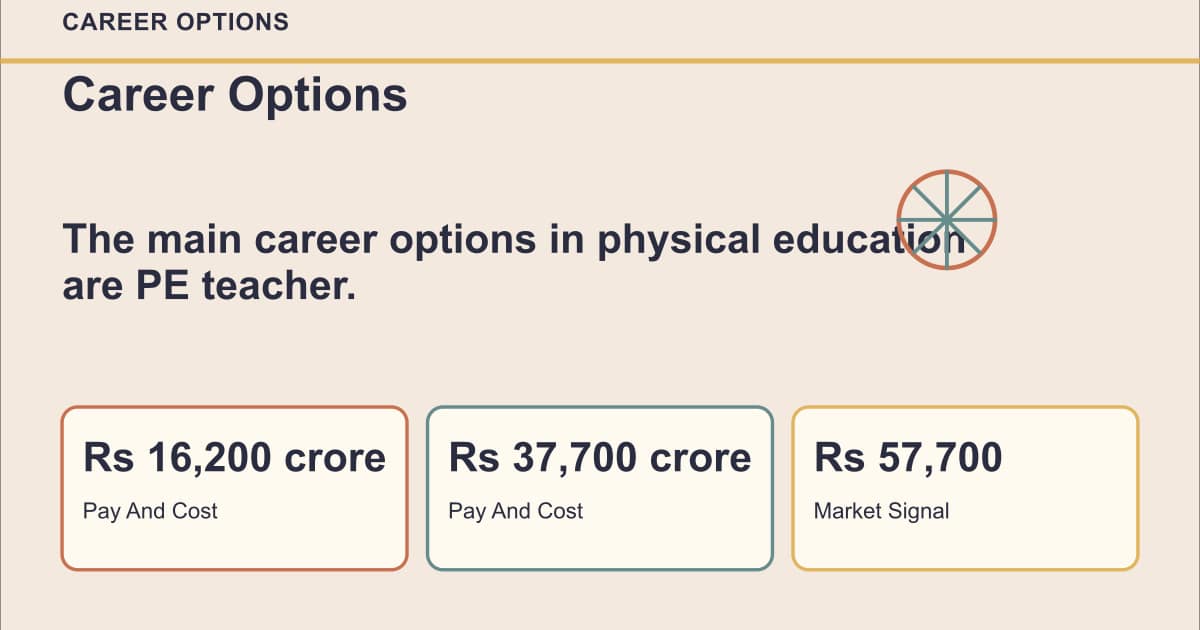 CAREER OPTIONS
Career Options
The main career options in physical education
are PE teacher.
Rs 16,200 crore
Pay And Cost
Rs 37,700 crore
Pay And Cost
Rs 57,700
Market Signal